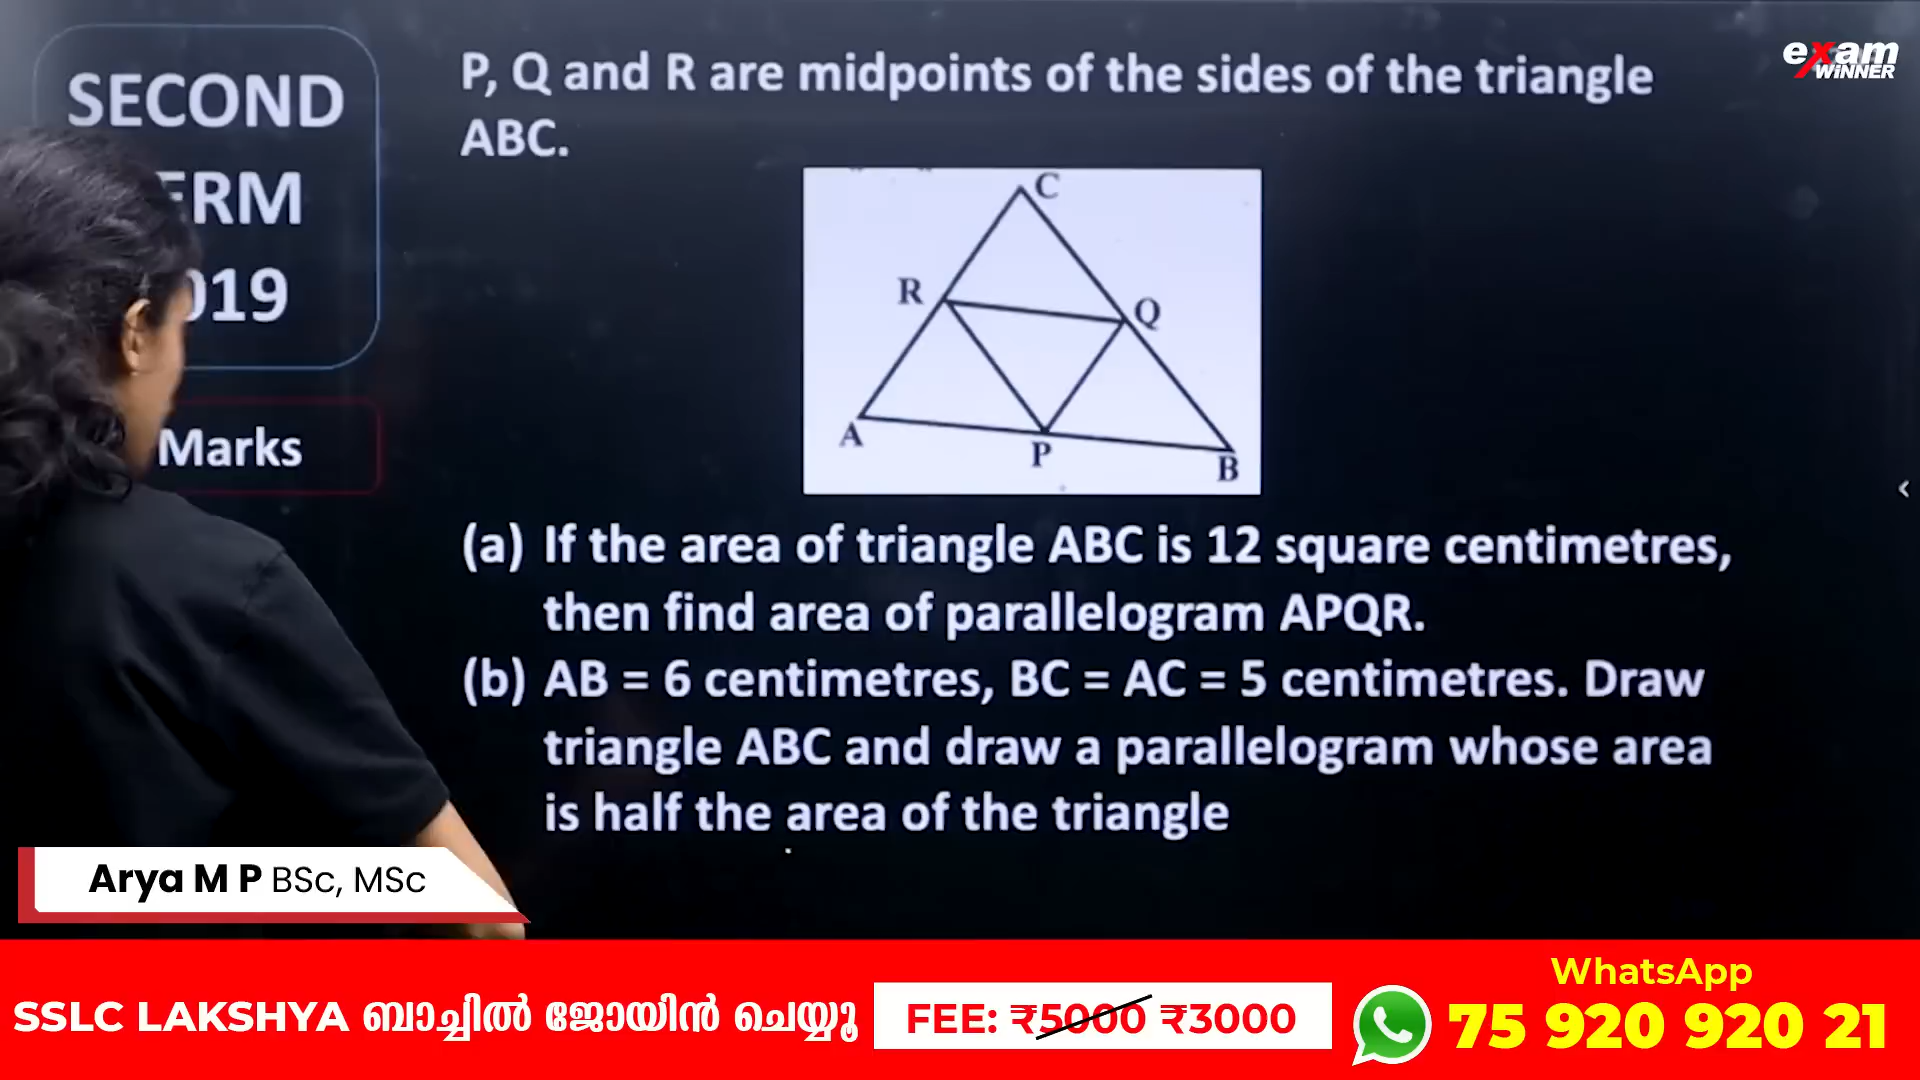 SECOND
ERM
019
Marks
P, Q and R are midpoints of the sides of the triangle
ABC.
exam
WINNER
C
R
Q
A
P
B
(a) If the area of triangle ABC is 12 square centimetres,
then find area of parallelogram APQR.
(b) AB = 6 centimetres, BC = AC = 5 centimetres. Draw
triangle ABC and draw a parallelogram whose area
is half the area of the triangle
Arya M P BSc, MSc
SSLC LAKSHYA ബാച്ചിൽ ജോയിൻ ചെയ്യൂ
FEE: ₹5000 ₹3000
WhatsApp
75 920 920 21